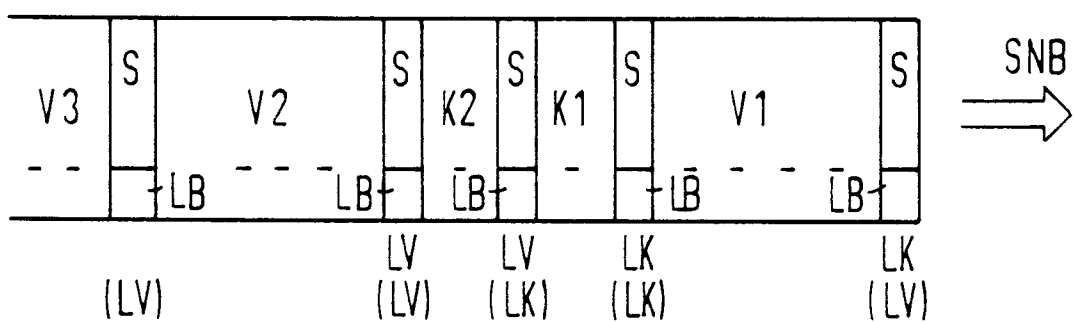 S S S S S SNB
V3 V2 K2 K1 V1
LB LB LB LB LB
LV LV LK LK
(LV) (LV) (LK) (LK) (LV)